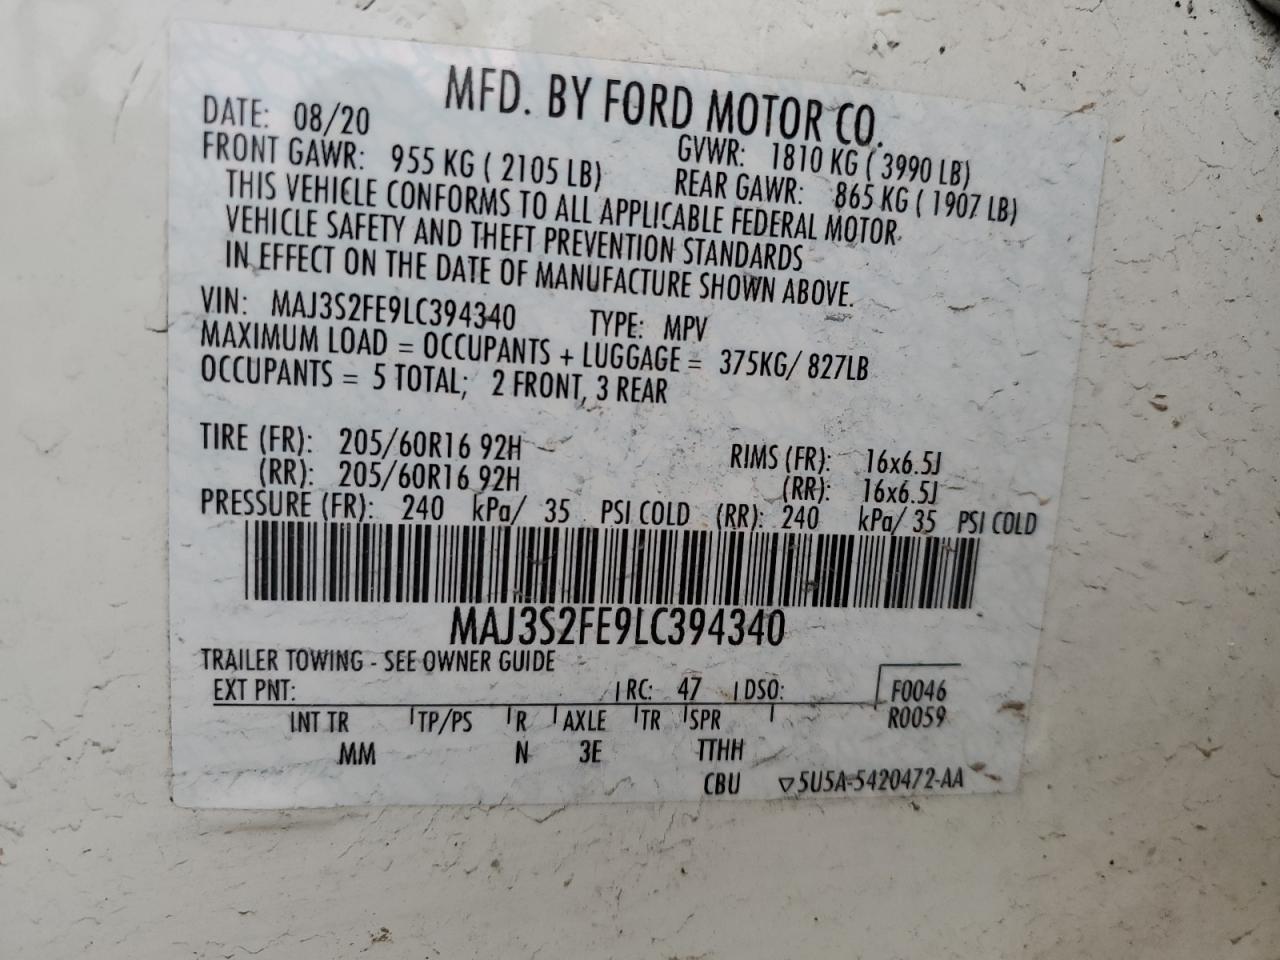 MFD. BY FORD MOTOR CO.
DATE: 08/20 GVWR: 1810 KG ( 3990 LB)
FRONT GAWR: 955 KG ( 2105 LB) REAR GAWR: 865 KG ( 1907 LB)
THIS VEHICLE CONFORMS TO ALL APPLICABLE FEDERAL MOTOR
VEHICLE SAFETY AND THEFT PREVENTION STANDARDS
IN EFFECT ON THE DATE OF MANUFACTURE SHOWN ABOVE.
VIN: MAJ3S2FE9LC394340 TYPE: MPV
MAXIMUM LOAD = OCCUPANTS + LUGGAGE = 375KG/ 827LB
OCCUPANTS = 5 TOTAL; 2 FRONT, 3 REAR
TIRE (FR): 205/60R16 92H RIMS (FR): 16x6.5J
(RR): 205/60R16 92H (RR): 16x6.5J
PRESSURE (FR): 240 kPa/ 35 PSI COLD (RR): 240 kPa/ 35 PSI COLD
MAJ3S2FE9LC394340
TRAILER TOWING - SEE OWNER GUIDE
EXT PNT: RC: 47 DSO: F0046
INT TR TP/PS R AXLE TR SPR R0059
MM N 3E TTHH
CBU ▽5U5A-5420472-AA